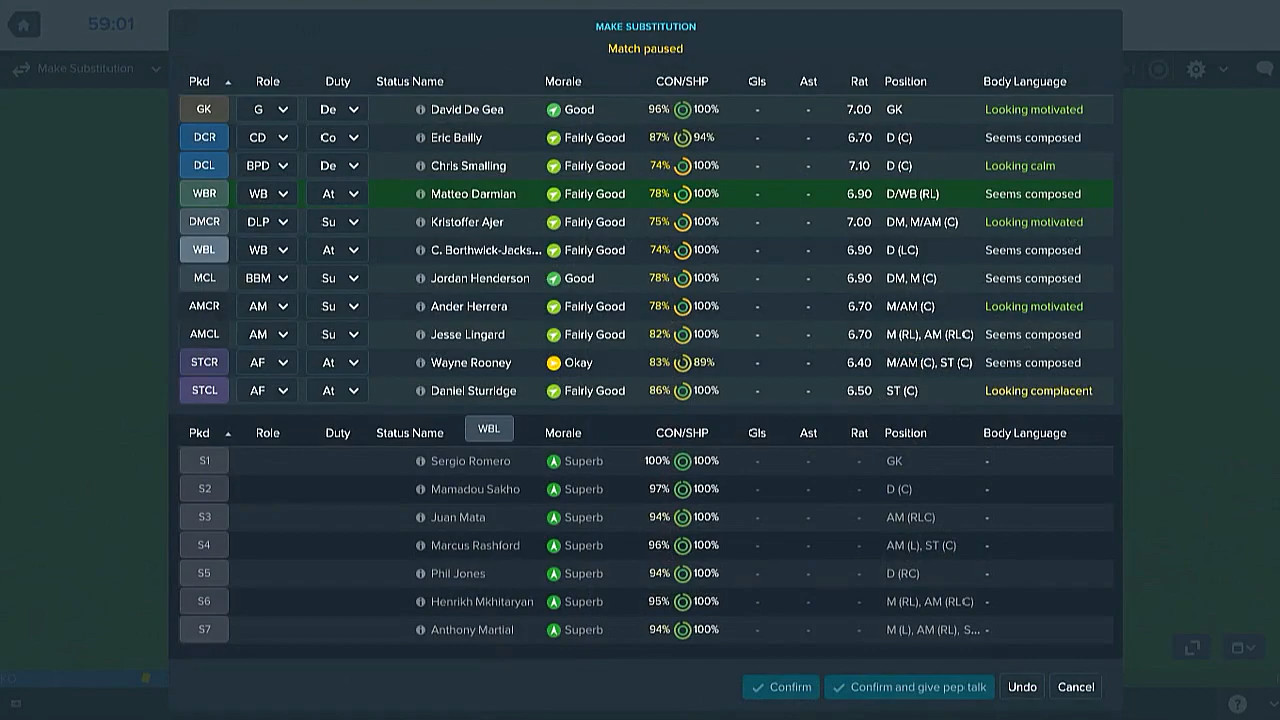 59:01
Make Substitution
MAKE SUBSTITUTION
Match paused
Pkd Role Duty Status Name Morale CON/SHP Gls Ast Rat Position Body Language
GK G De David De Gea Good 96% 100% - - 7.00 GK Looking motivated
DCR CD Co Eric Bailly Fairly Good 87% 94% - - 6.70 D (C) Seems composed
DCL BPD De Chris Smalling Fairly Good 74% 100% - - 7.10 D (C) Looking calm
WBR WB At Matteo Darmian Fairly Good 78% 100% - - 6.90 D/WB (RL) Seems composed
DMCR DLP Su Kristoffer Ajer Fairly Good 75% 100% - - 7.00 DM, M/AM (C) Looking motivated
WBL WB At C. Borthwick-Jacks... Fairly Good 74% 100% - - 6.90 D (LC) Seems composed
MCL BBM Su Jordan Henderson Good 78% 100% - - 6.90 DM, M (C) Seems composed
AMCR AM Su Ander Herrera Fairly Good 78% 100% - - 6.70 M/AM (C) Looking motivated
AMCL AM Su Jesse Lingard Fairly Good 82% 100% - - 6.70 M (RL), AM (RLC) Seems composed
STCR AF At Wayne Rooney Okay 83% 89% - - 6.40 M/AM (C), ST (C) Seems composed
STCL AF At Daniel Sturridge Fairly Good 86% 100% - - 6.50 ST (C) Looking complacent
Pkd Role Duty Status Name WBL Morale CON/SHP Gls Ast Rat Position Body Language
S1 Sergio Romero Superb 100% 100% - - - GK -
S2 Mamadou Sakho Superb 97% 100% - - - D (C) -
S3 Juan Mata Superb 94% 100% - - - AM (RLC) -
S4 Marcus Rashford Superb 96% 100% - - - AM (L), ST (C) -
S5 Phil Jones Superb 94% 100% - - - D (RC) -
S6 Henrikh Mkhitaryan Superb 95% 100% - - - M (RL), AM (RLC) -
S7 Anthony Martial Superb 94% 100% - - - M (L), AM (RL), S... -
Confirm Confirm and give pep talk Undo Cancel